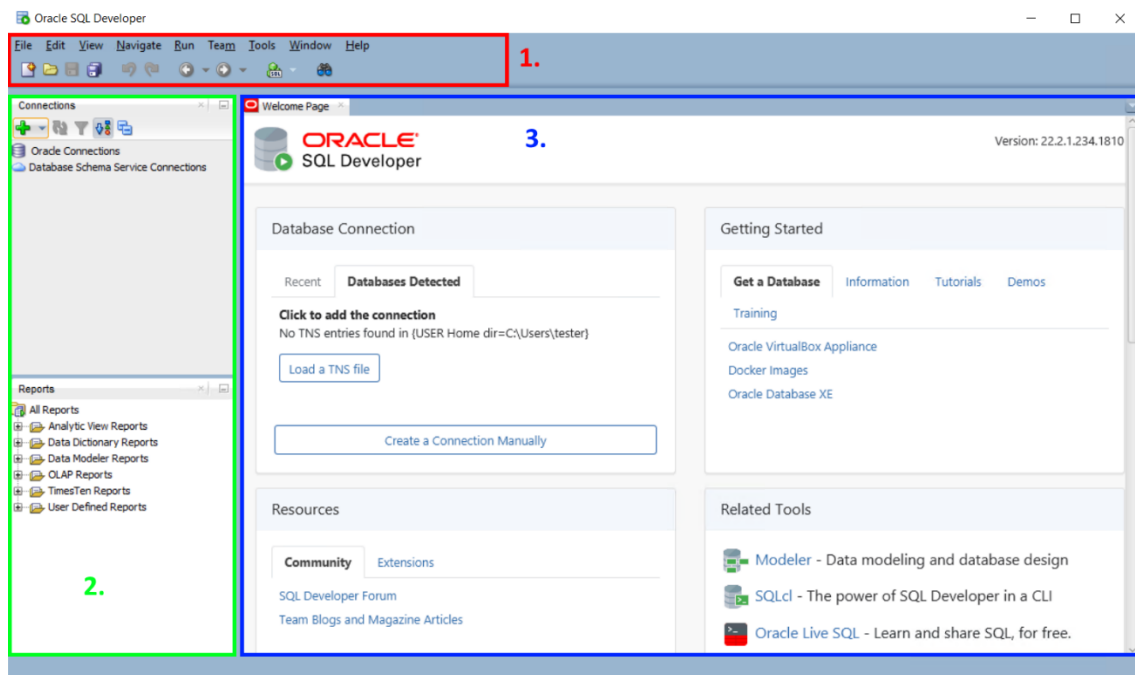 Oracle SQL Developer
File Edit View Navigate Run Team Tools Window Help
SQL
1.
Connections
Oracle Connections
Database Schema Service Connections
Reports
All Reports
Analytic View Reports
Data Dictionary Reports
Data Modeler Reports
OLAP Reports
TimesTen Reports
User Defined Reports
2.
Welcome Page
3.
ORACLE
SQL Developer
Version: 22.2.1.234.1810
Database Connection
Recent Databases Detected
Click to add the connection
No TNS entries found in {USER Home dir=C:\Users\tester}
Load a TNS file
Create a Connection Manually
Getting Started
Get a Database Information Tutorials Demos
Training
Oracle VirtualBox Appliance
Docker Images
Oracle Database XE
Resources
Community Extensions
SQL Developer Forum
Team Blogs and Magazine Articles
Related Tools
Modeler - Data modeling and database design
SQLcl - The power of SQL Developer in a CLI
Oracle Live SQL - Learn and share SQL, for free.